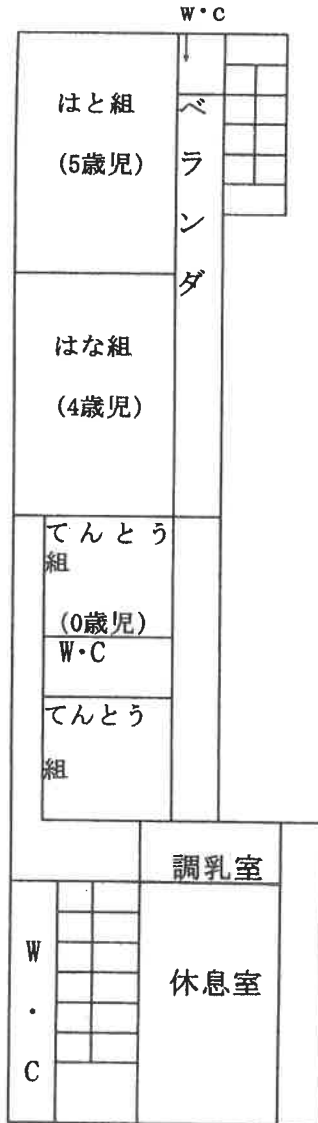 W・C
はと組
(5歳児)
ベランダ
はな組
(4歳児)
てんとう
組
(0歳児)
W・C
てんとう
組
調乳室
休息室
W・C